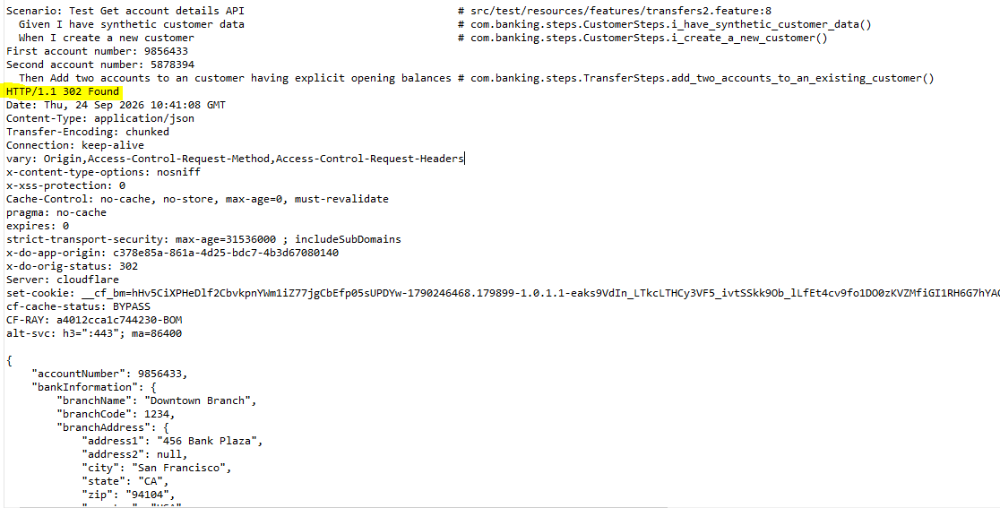 Scenario: Test Get account details API # src/test/resources/features/transfers2.feature:8
Given I have synthetic customer data # com.banking.steps.CustomerSteps.i_have_synthetic_customer_data()
When I create a new customer # com.banking.steps.CustomerSteps.i_create_a_new_customer()
First account number: 9856433
Second account number: 5878394
Then Add two accounts to an customer having explicit opening balances # com.banking.steps.TransferSteps.add_two_accounts_to_an_existing_customer()
HTTP/1.1 302 Found
Date: Thu, 24 Sep 2026 10:41:08 GMT
Content-Type: application/json
Transfer-Encoding: chunked
Connection: keep-alive
vary: Origin,Access-Control-Request-Method,Access-Control-Request-Headers
x-content-type-options: nosniff
x-xss-protection: 0
Cache-Control: no-cache, no-store, max-age=0, must-revalidate
pragma: no-cache
expires: 0
strict-transport-security: max-age=31536000 ; includeSubDomains
x-do-app-origin: c378e85a-861a-4d25-bdc7-4b3d67080140
x-do-orig-status: 302
Server: cloudflare
set-cookie: __cf_bm=hHv5CiXPHeDlf2CbvkpnYWm1iZ77jgCbEfp05sUPDYw-1790246468.179899-1.0.1.1-eaks9VdIn_LTkcLTHCy3VF5_ivtSSkk9Ob_lLfEt4cv9fo1DO0zKVZMfiGI1RH6G7hYA
cf-cache-status: BYPASS
CF-RAY: a4012cca1c744230-BOM
alt-svc: h3=":443"; ma=86400
{
"accountNumber": 9856433,
"bankInformation": {
"branchName": "Downtown Branch",
"branchCode": 1234,
"branchAddress": {
"address1": "456 Bank Plaza",
"address2": null,
"city": "San Francisco",
"state": "CA",
"zip": "94104",